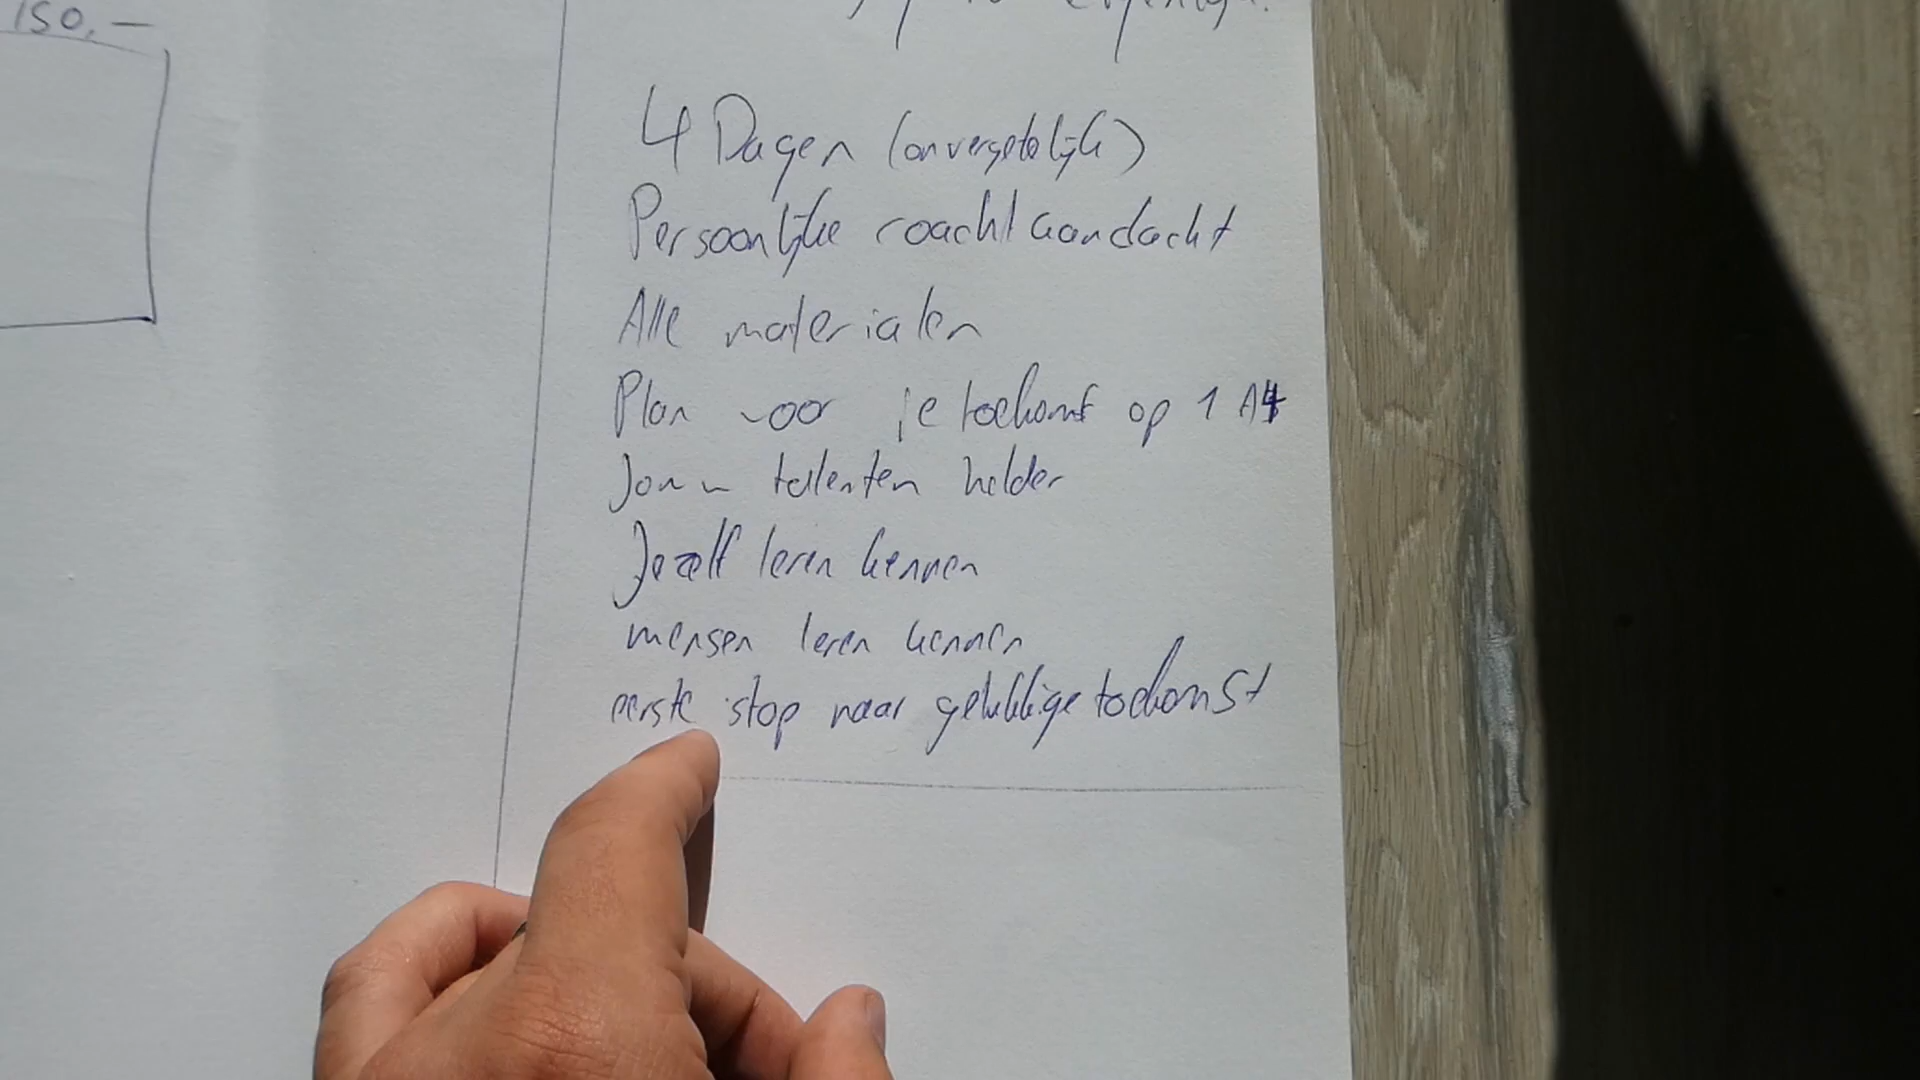 150,-
4 Dagen (onvergetelijk)
Persoonlijke coach aandacht
Alle materialen
Plan voor je toekomst op 1 A4
Jouw tallenten helder
Jezelf leren kennen
mensen leren kennen
eerste stap naar gelukkige toekomst